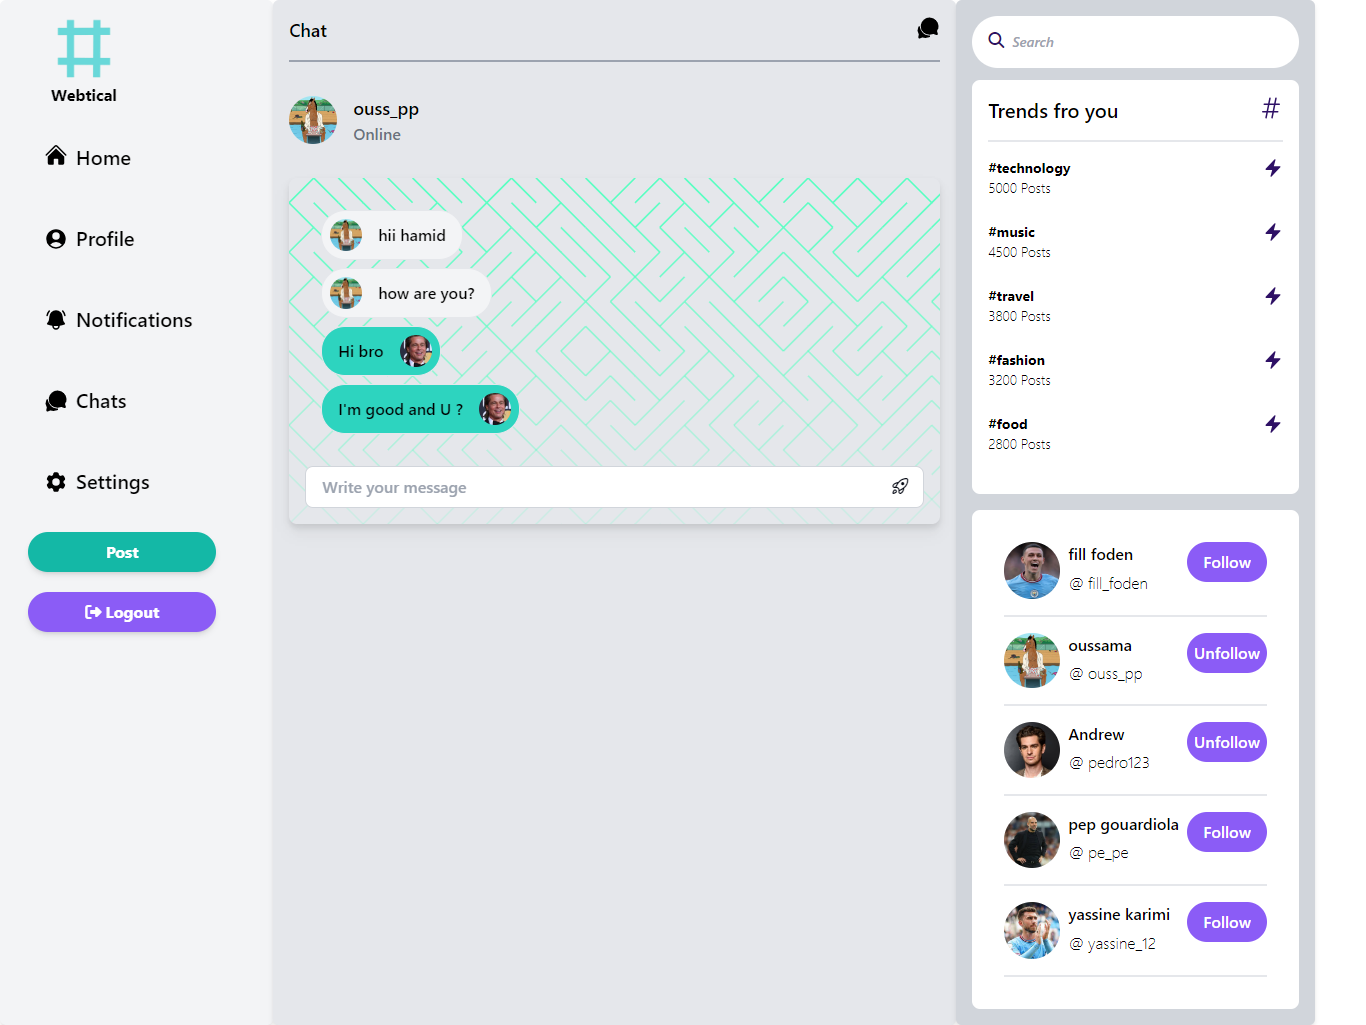 Webtical
Home
Profile
Notifications
Chats
Settings
Post
Logout
Chat
ouss_pp
Online
hii hamid
how are you?
Hi bro
I'm good and U ?
Write your message
Search
Trends fro you
#technology
5000 Posts
#music
4500 Posts
#travel
3800 Posts
#fashion
3200 Posts
#food
2800 Posts
fill foden
@ fill_foden
Follow
oussama
@ ouss_pp
Unfollow
Andrew
@ pedro123
Unfollow
pep gouardiola
@ pe_pe
Follow
yassine karimi
@ yassine_12
Follow